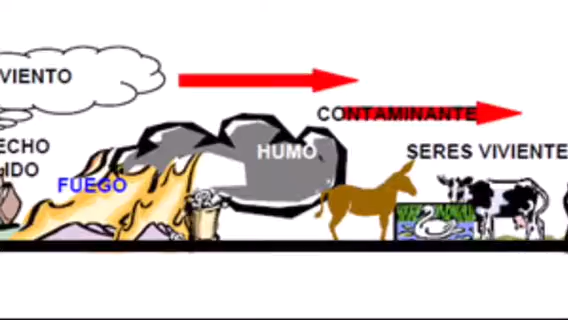 VIENTO
CONTAMINANTE
ECHO
IDO
HUMO
SERES VIVIENTE
FUEGO